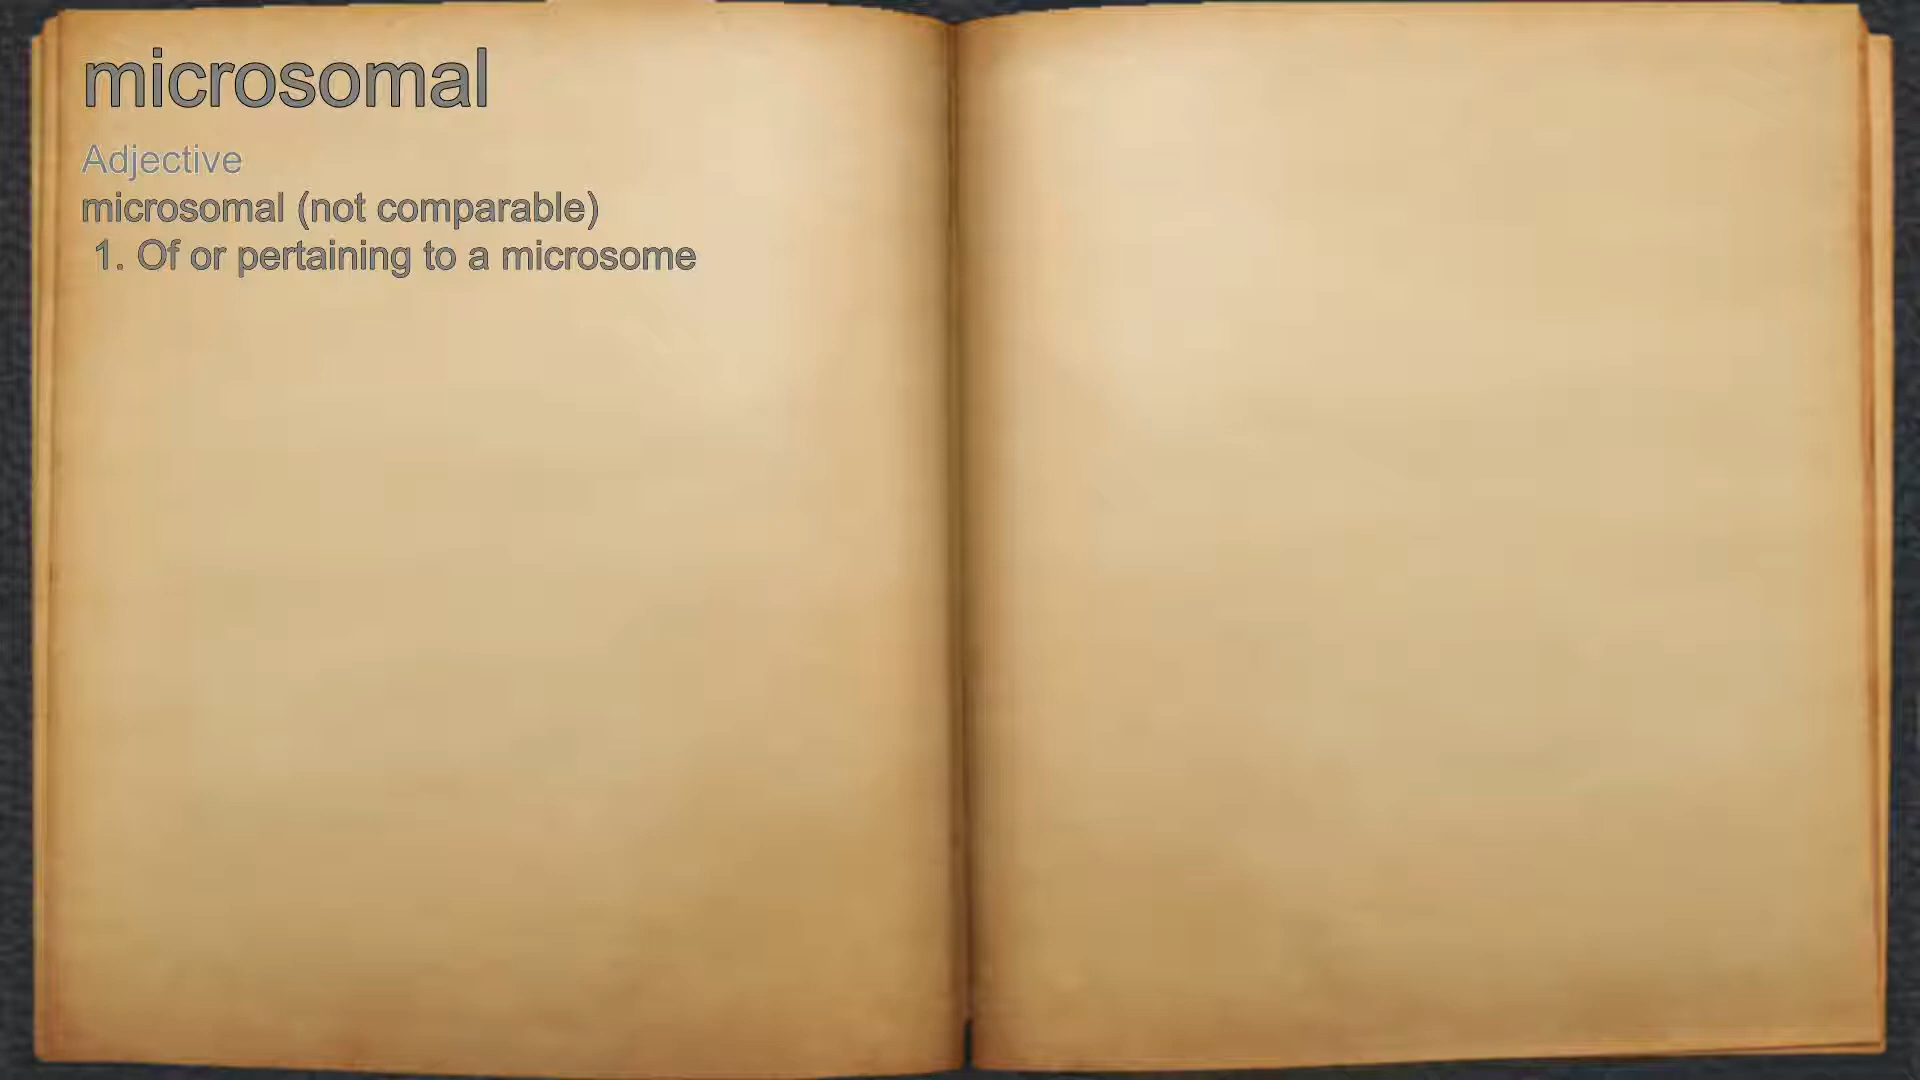 microsomal
Adjective
microsomal (not comparable)
1. Of or pertaining to a microsome